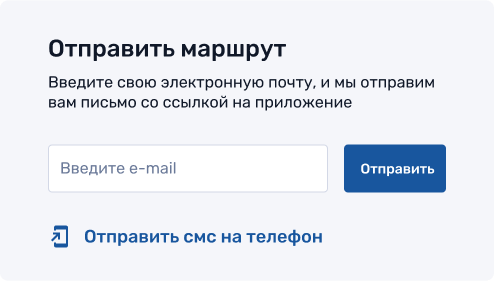 Отправить маршрут
Введите свою электронную почту, и мы отправим
вам письмо со ссылкой на приложение
Введите e-mail
Отправить
Отправить смс на телефон